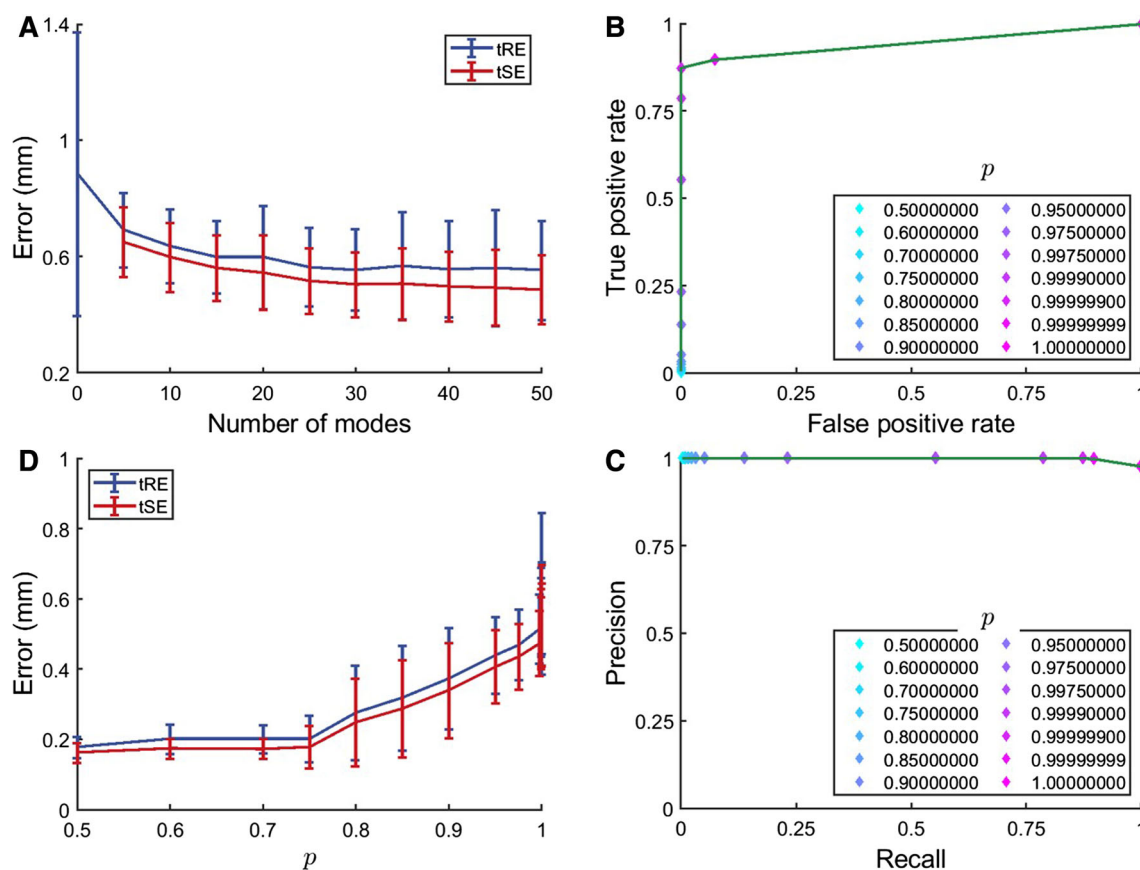 A
1.4
1
0.6
0.2
Error (mm)
tRE
tSE
0 10 20 30 40 50
Number of modes
B
1
0.75
0.5
0.25
0
True positive rate
p
0.50000000 0.95000000
0.60000000 0.97500000
0.70000000 0.99750000
0.75000000 0.99990000
0.80000000 0.99999900
0.85000000 0.99999999
0.90000000 1.00000000
0 0.25 0.5 0.75 1
False positive rate
D
1
0.8
0.6
0.4
0.2
0
Error (mm)
tRE
tSE
0.5 0.6 0.7 0.8 0.9 1
p
C
1
0.75
0.5
0.25
0
Precision
p
0.50000000 0.95000000
0.60000000 0.97500000
0.70000000 0.99750000
0.75000000 0.99990000
0.80000000 0.99999900
0.85000000 0.99999999
0.90000000 1.00000000
0 0.25 0.5 0.75 1
Recall